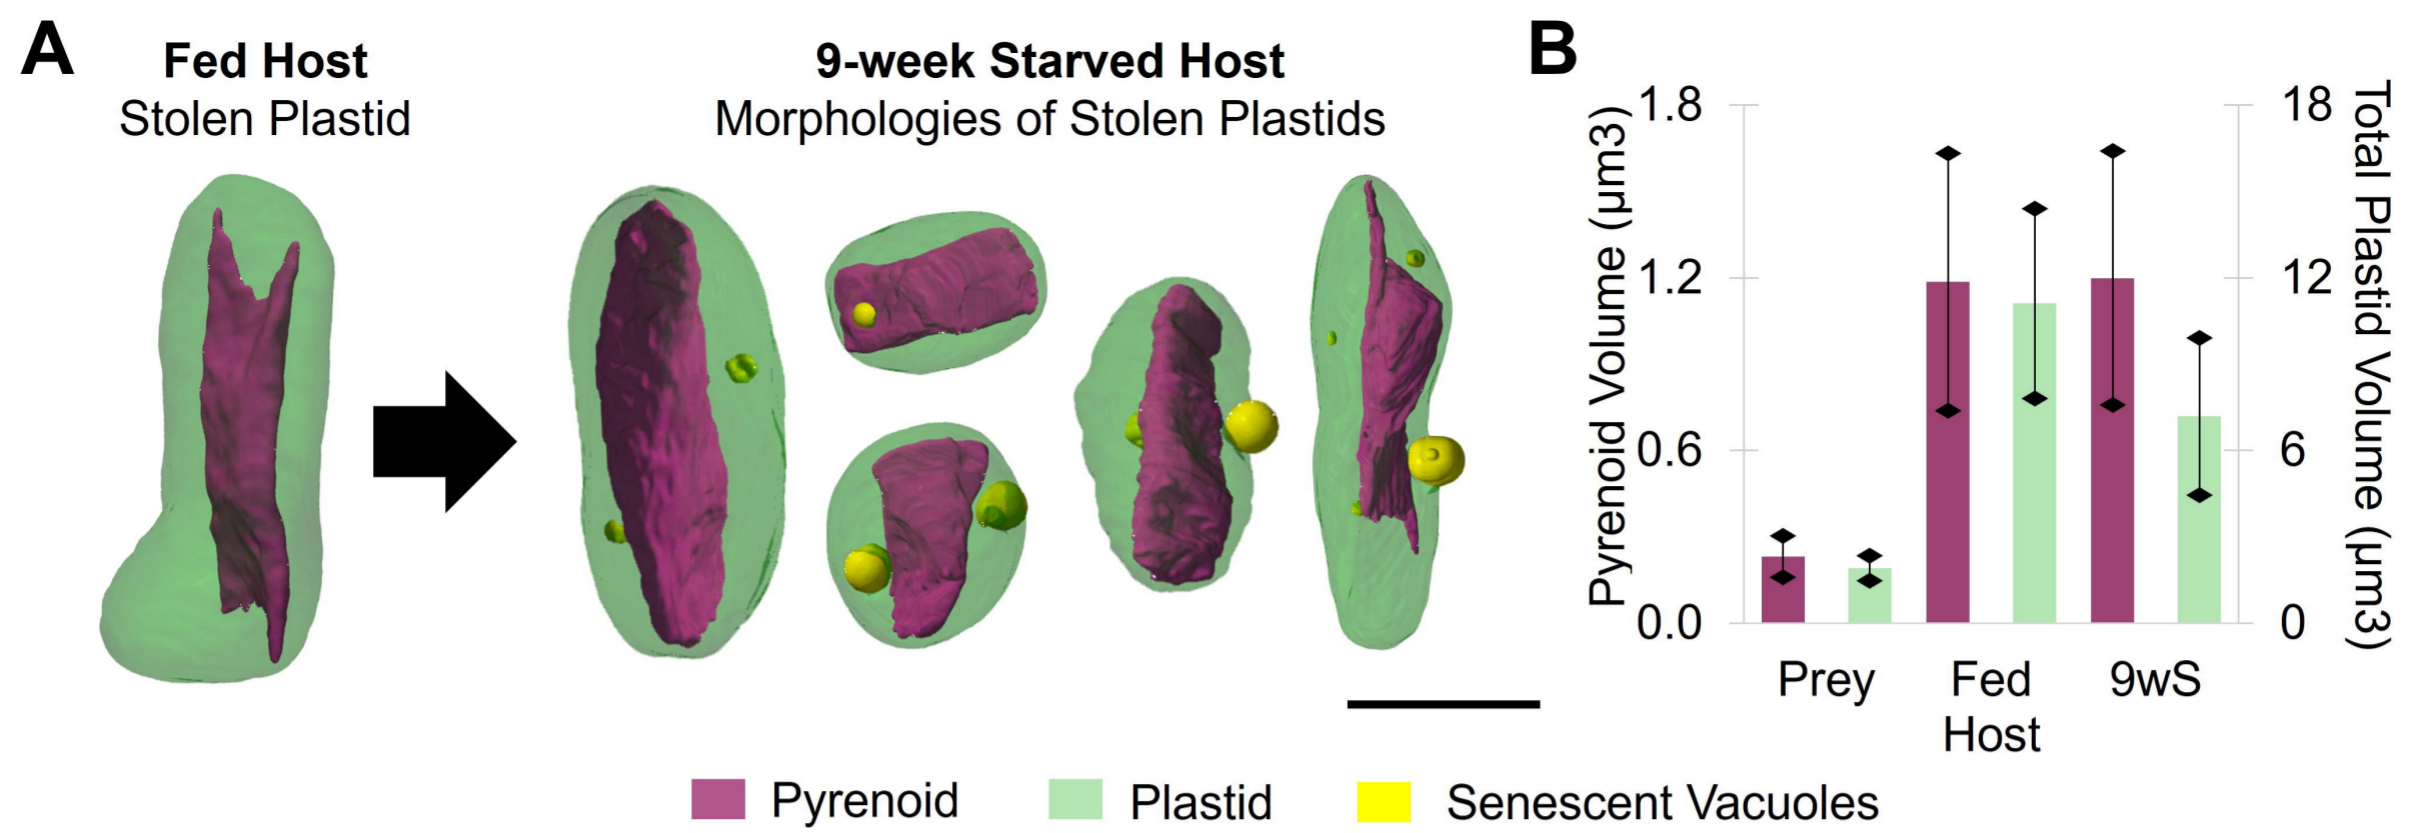 A
Fed Host
Stolen Plastid
9-week Starved Host
Morphologies of Stolen Plastids
B
Pyrenoid Volume (µm3)
1.8
1.2
0.6
0.0
18
12
6
0
Total Plastid Volume (µm3)
Prey
Fed
Host
9wS
Pyrenoid
Plastid
Senescent Vacuoles